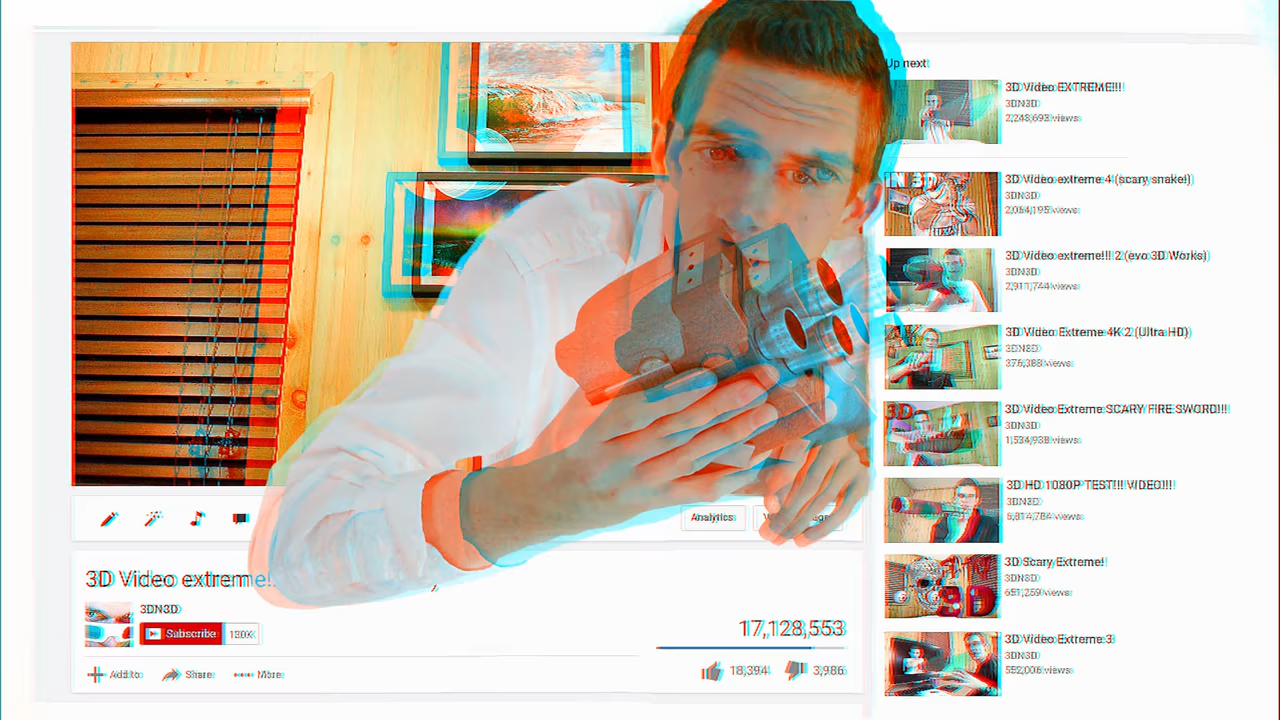 Up next
3D Video EXTREME!!!
3DN3D
2,248,693 views
3D Video extreme 4 (scary snake!)
3DN3D
2,054,195 views
3D Video extreme!!! 2 (evo 3D Works)
3DN3D
2,911,744 views
3D Video Extreme 4K 2 (Ultra HD)
3DN3D
376,388 views
3D Video Extreme SCARY FIRE SWORD!!!!
3DN3D
1,534,938 views
3D HD 1080P TEST!!! VIDEO!!!
3DN3D
6,814,784 views
3D Scary Extreme!
3DN3D
651,259 views
3D Video Extreme 3
3DN3D
552,006 views
Analytics
3D Video extreme!
3DN3D
Subscribe
130K
17,128,553
Add to
Share
More
18,394
3,986